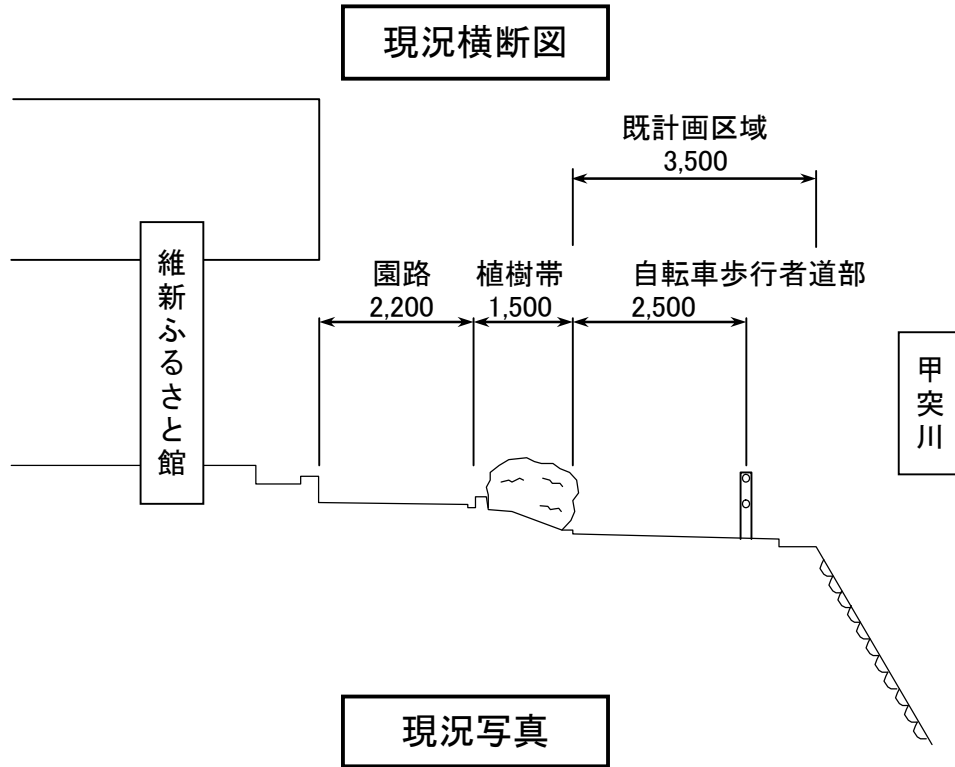 現況横断図
既計画区域
3,500
維新ふるさと館
園路
植樹帯
自転車歩行者道部
2,200
1,500
2,500
甲突川
現況写真